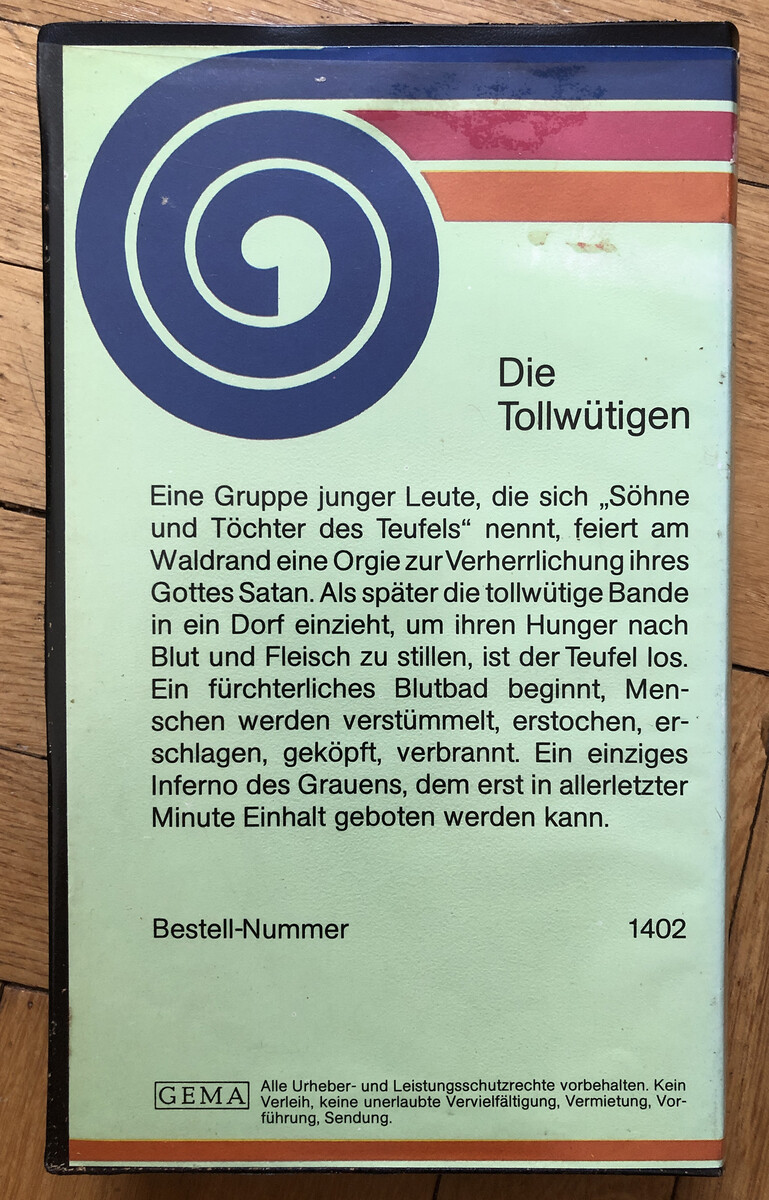 Die
Tollwütigen
Eine Gruppe junger Leute, die sich „Söhne
und Töchter des Teufels“ nennt, feiert am
Waldrand eine Orgie zur Verherrlichung ihres
Gottes Satan. Als später die tollwütige Bande
in ein Dorf einzieht, um ihren Hunger nach
Blut und Fleisch zu stillen, ist der Teufel los.
Ein fürchterliches Blutbad beginnt, Men-
schen werden verstümmelt, erstochen, er-
schlagen, geköpft, verbrannt. Ein einziges
Inferno des Grauens, dem erst in allerletzter
Minute Einhalt geboten werden kann.
Bestell-Nummer 1402
GEMA Alle Urheber- und Leistungsschutzrechte vorbehalten. Kein
Verleih, keine unerlaubte Vervielfältigung, Vermietung, Vor-
führung, Sendung.